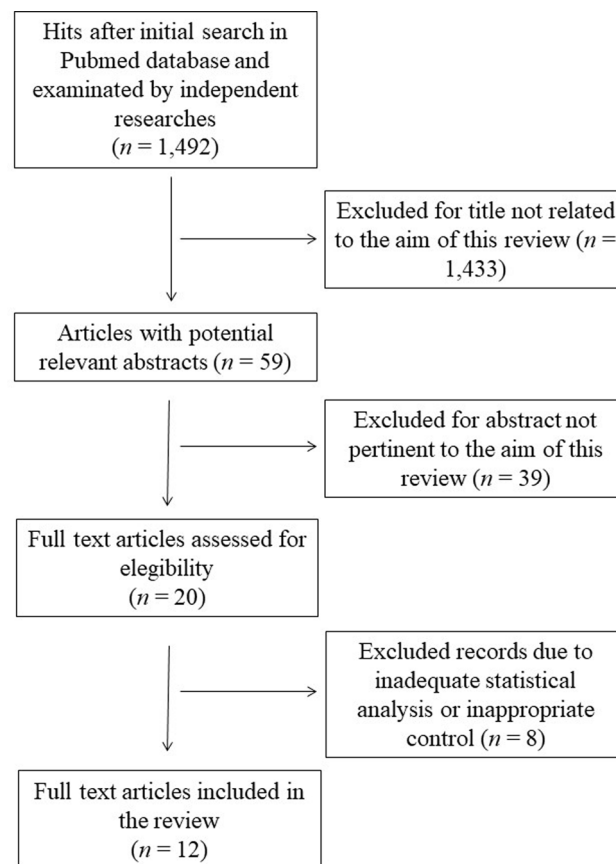 Hits after initial search in
Pubmed database and
examinated by independent
researches
(n = 1,492)
Excluded for title not related
to the aim of this review (n =
1,433)
Articles with potential
relevant abstracts (n = 59)
Excluded for abstract not
pertinent to the aim of this
review (n = 39)
Full text articles assessed for
elegibility
(n = 20)
Excluded records due to
inadequate statistical
analysis or inappropriate
control (n = 8)
Full text articles included in
the review
(n = 12)